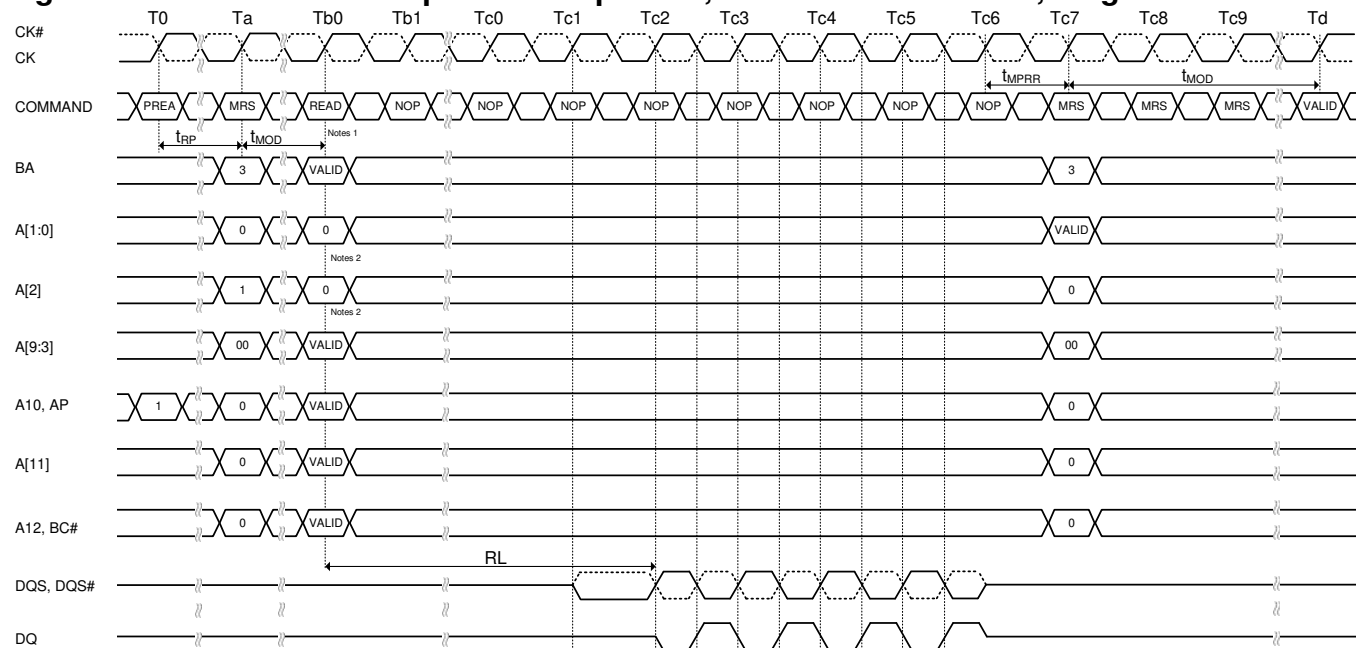 T0 Ta Tb0 Tb1 Tc0 Tc1 Tc2 Tc3 Tc4 Tc5 Tc6 Tc7 Tc8 Tc9 Td
CK#
CK
tMPRR tMOD
COMMAND PREA MRS READ NOP NOP NOP NOP NOP NOP NOP NOP MRS MRS MRS VALID
tRP tMOD Notes 1
BA 3 VALID 3
A[1:0] 0 0 VALID
Notes 2
A[2] 1 0 0
Notes 2
A[9:3] 00 VALID 00
A10, AP 1 0 VALID 0
A[11] 0 VALID 0
A12, BC# 0 VALID 0
RL
DQS, DQS#
DQ